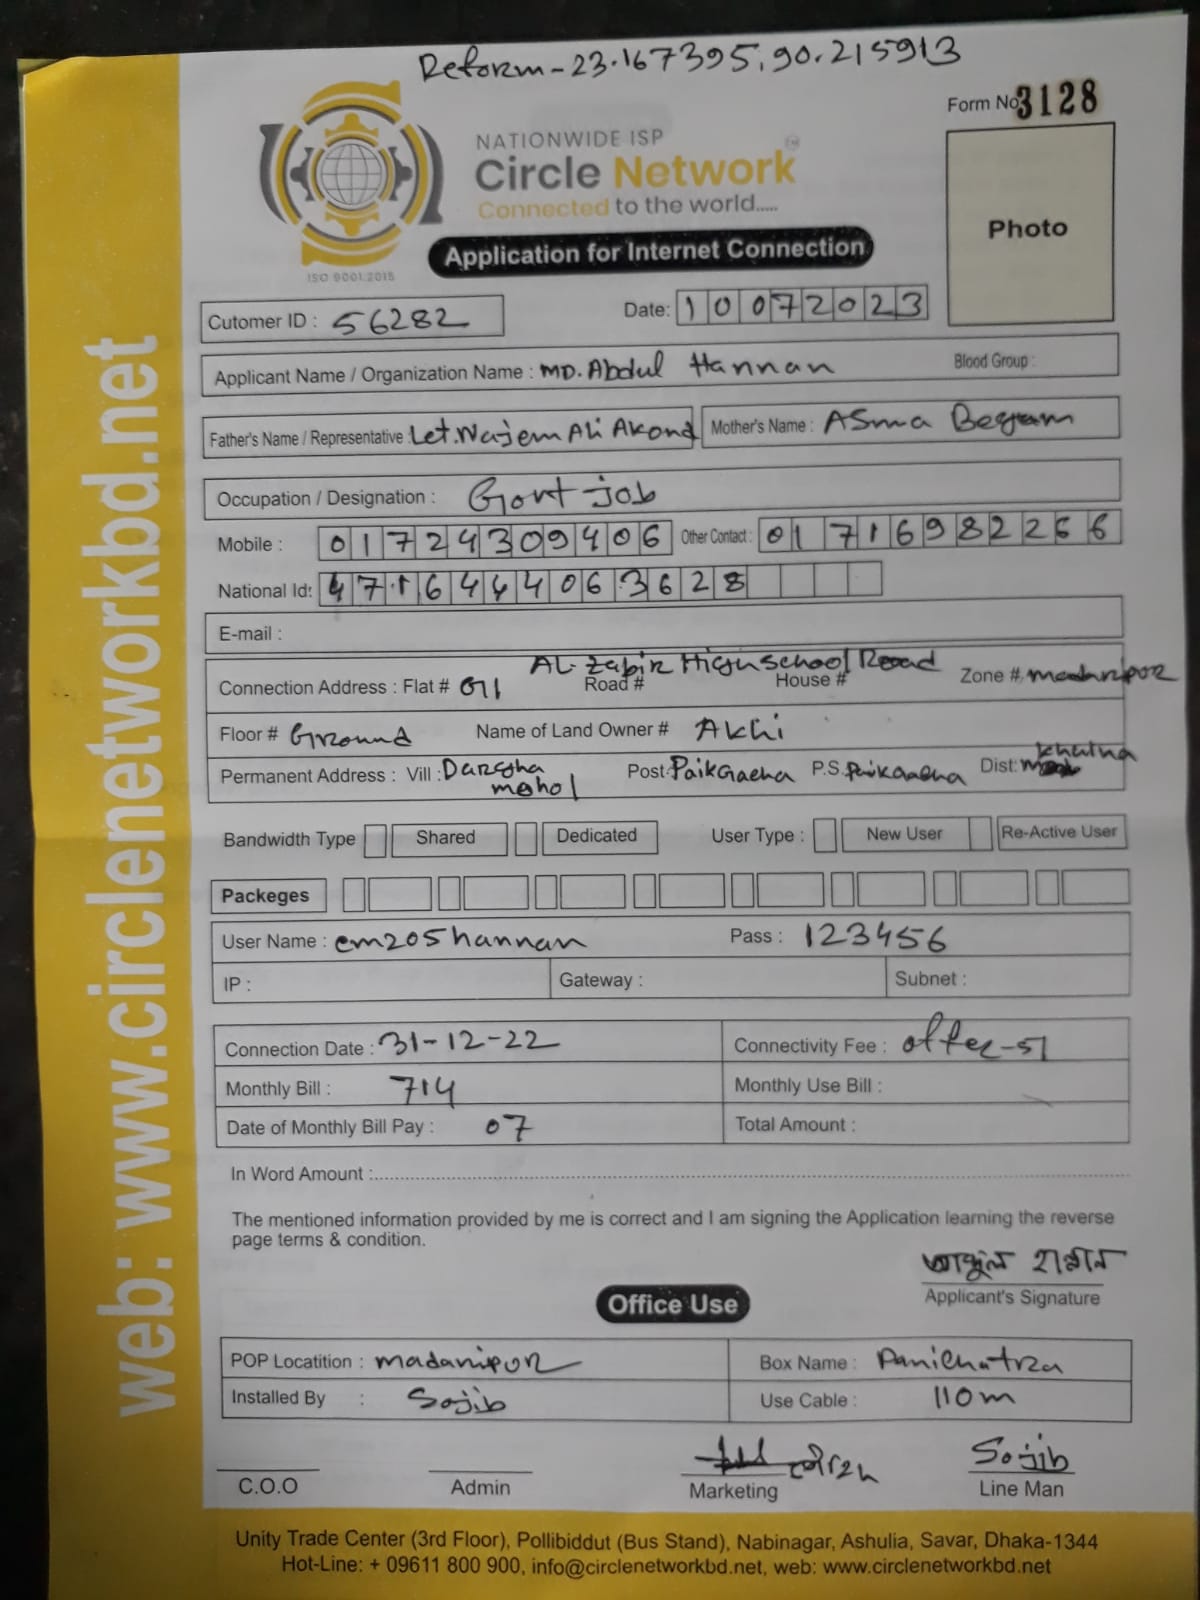 Reform-23.167395,90.215913
Form No 3128
NATIONWIDE ISP
Circle Network
Connected to the world.....
ISO 9001:2015
Application for Internet Connection
Photo
Cutomer ID : 56282
Date: 10072023
Applicant Name / Organization Name : MD. Abdul Hannan Blood Group :
Father's Name / Representative : Let. Najem Ali Akond Mother's Name : ASma Begam
Occupation / Designation : Govt job
Mobile : 01724309406 Other Contact : 01716982266
National Id: 4716444063628
E-mail :
AL-Zabir High School Road
Connection Address : Flat # G11 Road # House # Zone # madaripor
Floor # Ground Name of Land Owner # Akhi
Permanent Address : Vill : Dargha mohol Post: PaikGacha P.S. PaikGacha Dist: Khulna
Bandwidth Type Shared Dedicated User Type : New User Re-Active User
Packeges
User Name : em205hannan Pass : 123456
IP : Gateway : Subnet :
Connection Date : 31-12-22 Connectivity Fee : offer-51
Monthly Bill : 714 Monthly Use Bill :
Date of Monthly Bill Pay : 07 Total Amount :
In Word Amount :
The mentioned information provided by me is correct and I am signing the Application learning the reverse
page terms & condition.
আব্দুল হান্নান
Applicant's Signature
Office Use
POP Locatition : madaripor Box Name : Panichatra
Installed By : Sojib Use Cable : 110m
Sojib
C.O.O Admin Marketing Line Man
Unity Trade Center (3rd Floor), Pollibiddut (Bus Stand), Nabinagar, Ashulia, Savar, Dhaka-1344
Hot-Line: + 09611 800 900, info@circlenetworkbd.net, web: www.circlenetworkbd.net
web: www.circlenetworkbd.net